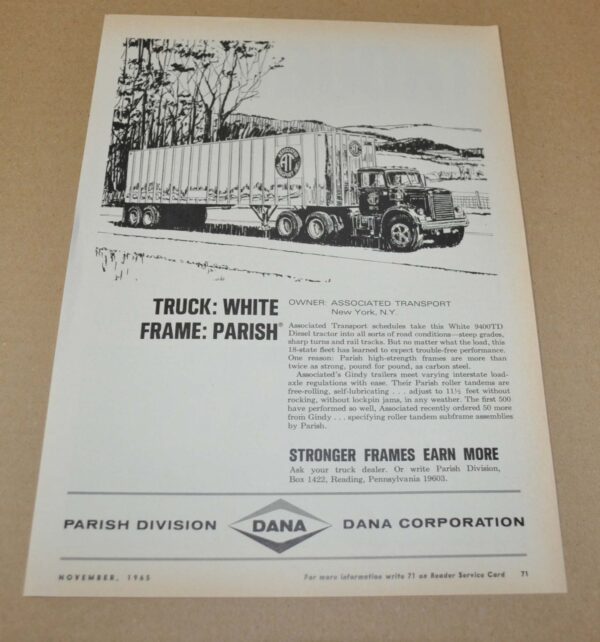 AT
TRUCK: WHITE
FRAME: PARISH®
OWNER: ASSOCIATED TRANSPORT
New York, N.Y.
Associated Transport schedules take this White 9400TD
Diesel tractor into all sorts of road conditions—steep grades,
sharp turns and rail tracks. But no matter what the load, this
18-state fleet has learned to expect trouble-free performance.
One reason: Parish high-strength frames are more than
twice as strong, pound for pound, as carbon steel.
Associated's Gindy trailers meet varying interstate load-
axle regulations with ease. Their Parish roller tandems are
free-rolling, self-lubricating . . . adjust to 11½ feet without
rocking, without lockpin jams, in any weather. The first 500
have performed so well, Associated recently ordered 50 more
from Gindy . . . specifying roller tandem subframe assemblies
by Parish.
STRONGER FRAMES EARN MORE
Ask your truck dealer. Or write Parish Division,
Box 1422, Reading, Pennsylvania 19603.
PARISH DIVISION DANA DANA CORPORATION
NOVEMBER, 1965
For more information write 71 on Reader Service Card 71